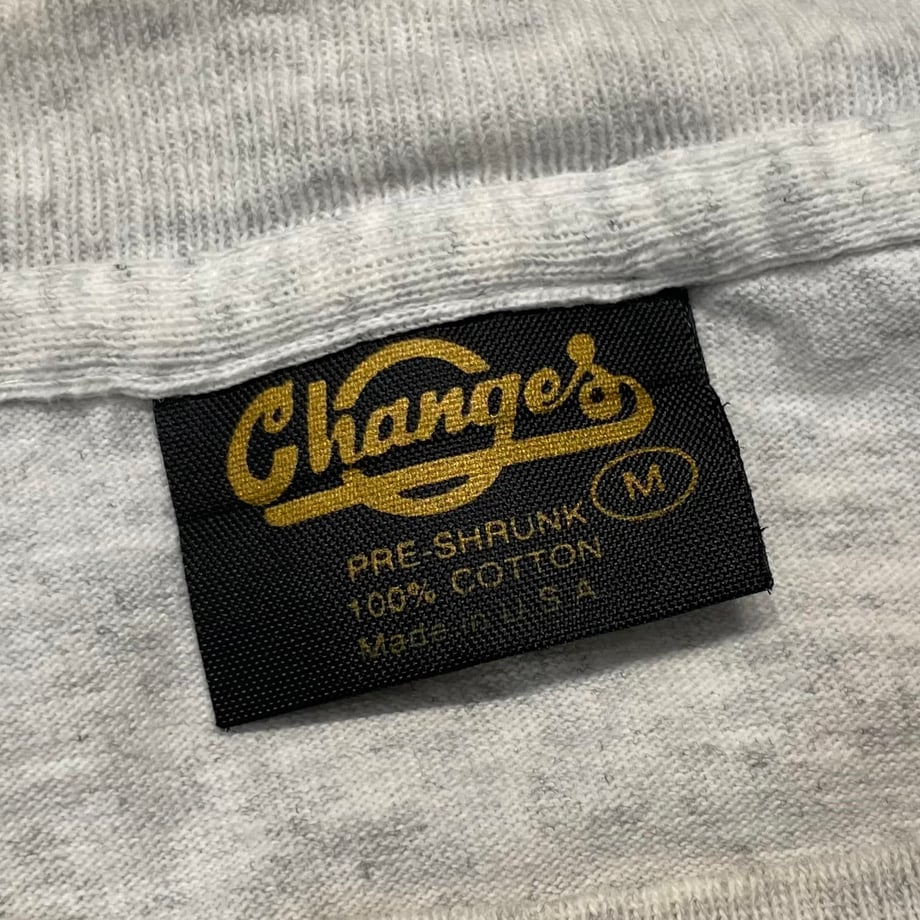 Changes
M
PRE-SHRUNK
100% COTTON
Made in U.S.A